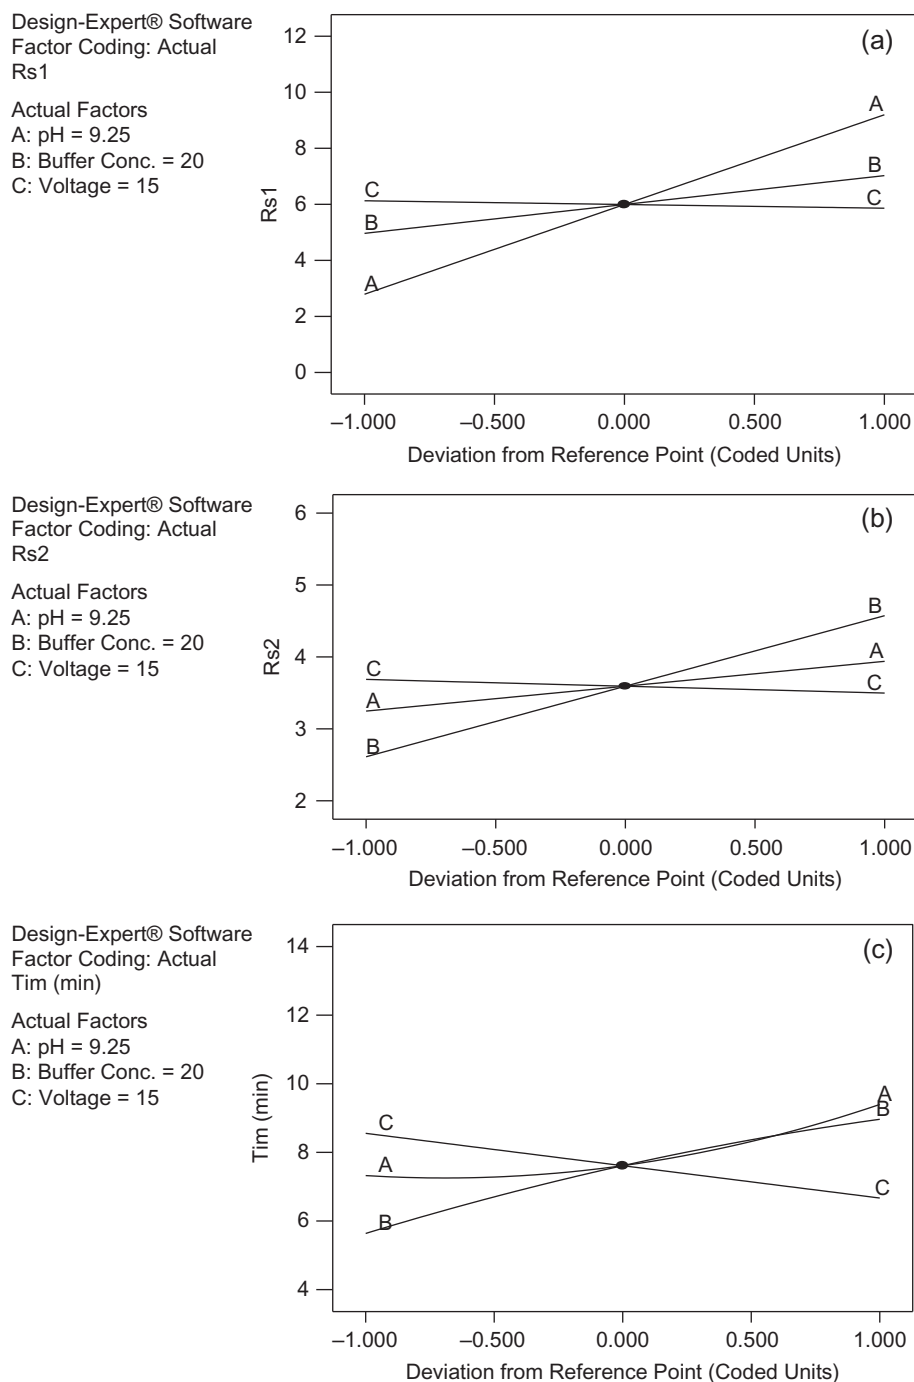 Design-Expert® Software
Factor Coding: Actual
Rs1
Actual Factors
A: pH = 9.25
B: Buffer Conc. = 20
C: Voltage = 15
(a)
12
10
8
6
4
2
0
Rs1
C
B
A
A
B
C
–1.000
–0.500
0.000
0.500
1.000
Deviation from Reference Point (Coded Units)
Design-Expert® Software
Factor Coding: Actual
Rs2
Actual Factors
A: pH = 9.25
B: Buffer Conc. = 20
C: Voltage = 15
(b)
6
5
4
3
2
Rs2
C
A
B
B
A
C
–1.000
–0.500
0.000
0.500
1.000
Deviation from Reference Point (Coded Units)
Design-Expert® Software
Factor Coding: Actual
Tim (min)
Actual Factors
A: pH = 9.25
B: Buffer Conc. = 20
C: Voltage = 15
(c)
14
12
10
8
6
4
Tim (min)
C
A
B
A
B
C
–1.000
–0.500
0.000
0.500
1.000
Deviation from Reference Point (Coded Units)